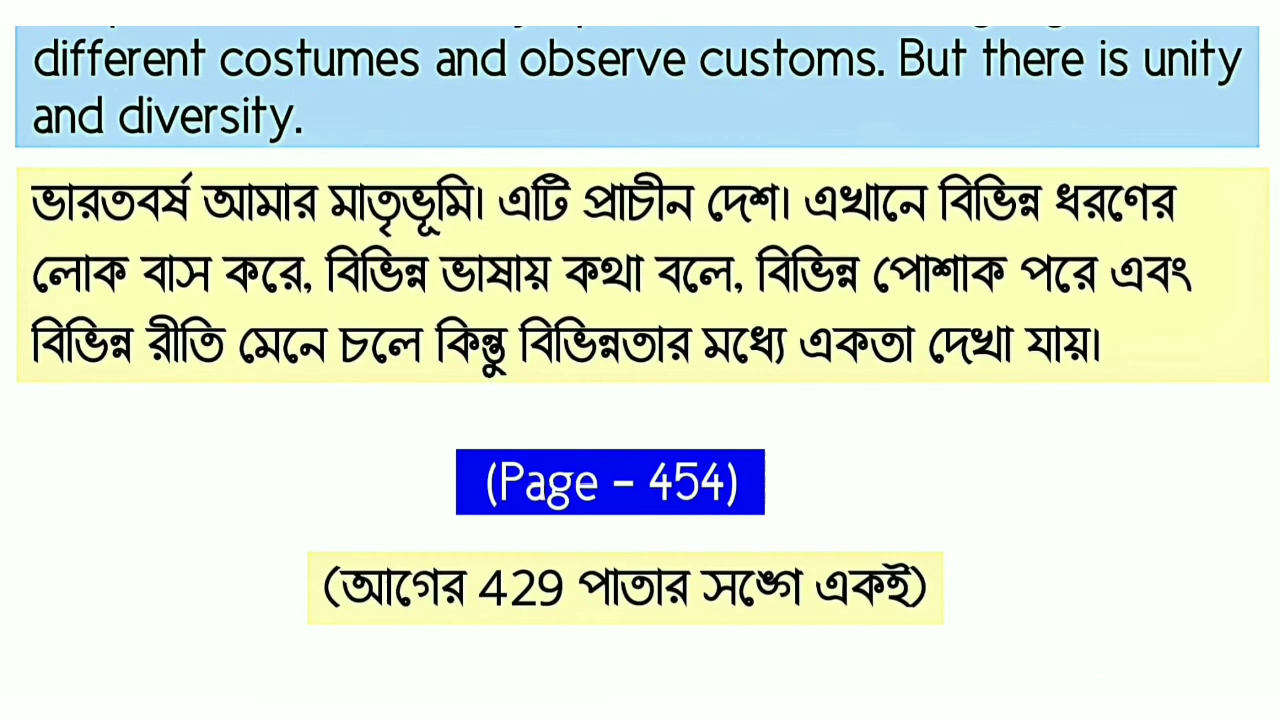 different costumes and observe customs. But there is unity
and diversity.
ভারতবর্ষ আমার মাতৃভূমি। এটি প্রাচীন দেশ। এখানে বিভিন্ন ধরণের
লোক বাস করে, বিভিন্ন ভাষায় কথা বলে, বিভিন্ন পোশাক পরে এবং
বিভিন্ন রীতি মেনে চলে কিন্তু বিভিন্নতার মধ্যে একতা দেখা যায়।
(Page – 454)
(আগের 429 পাতার সঙ্গে একই)